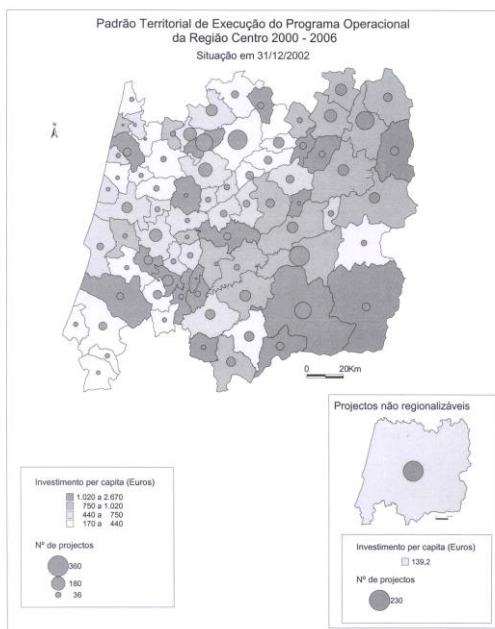 Padrão Territorial de Execução do Programa Operacional
da Região Centro 2000 - 2006
Situação em 31/12/2002
0 20Km
Projectos não regionalizáveis
Investimento per capita (Euros)
1.020 a 2.670
750 a 1.020
440 a 750
170 a 440
Nº de projectos
360
180
36
Investimento per capita (Euros)
139,2
Nº de projectos
230